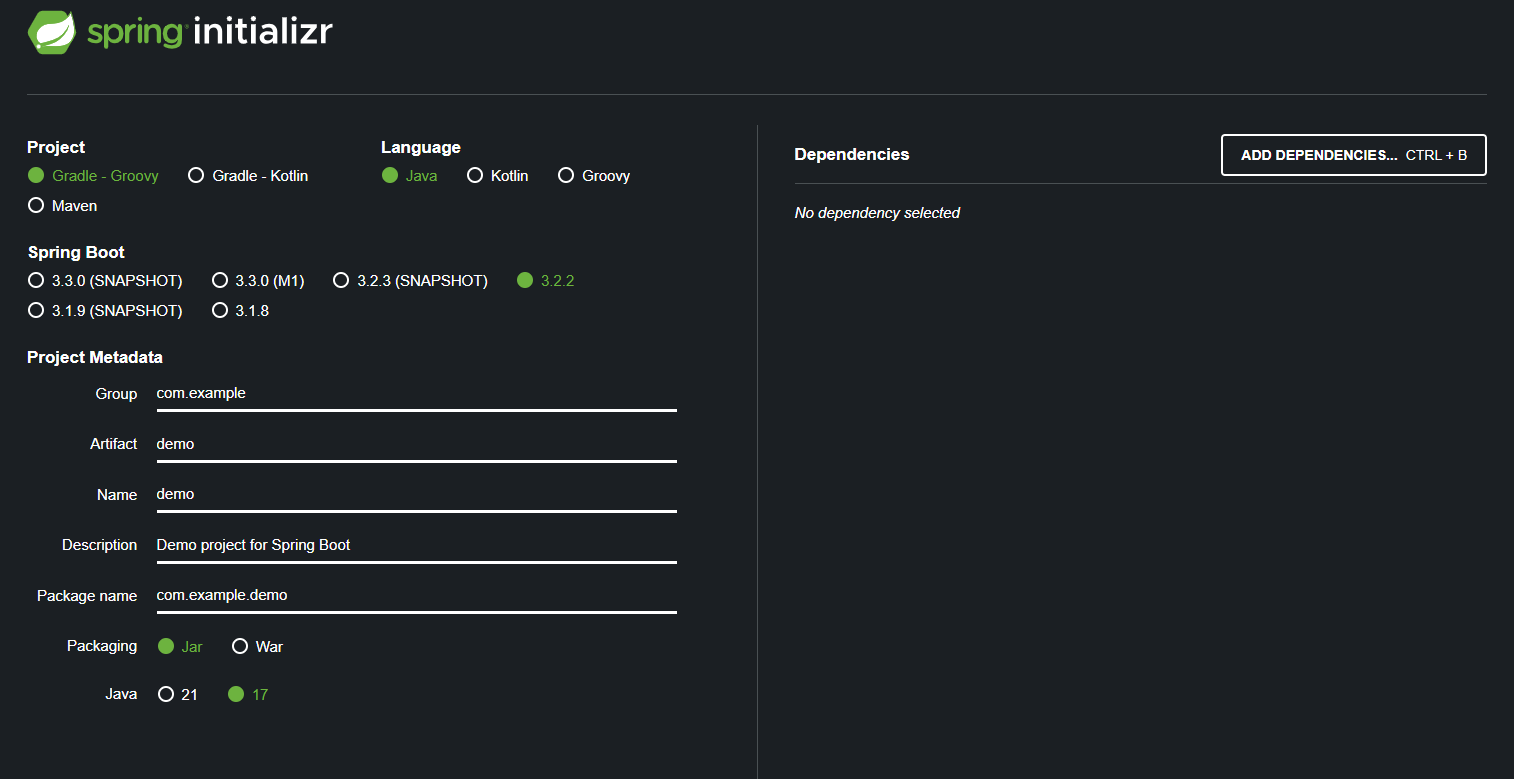 spring initializr
Project
Gradle - Groovy Gradle - Kotlin
Maven
Language
Java Kotlin Groovy
Spring Boot
3.3.0 (SNAPSHOT) 3.3.0 (M1) 3.2.3 (SNAPSHOT) 3.2.2
3.1.9 (SNAPSHOT) 3.1.8
Project Metadata
Group com.example
Artifact demo
Name demo
Description Demo project for Spring Boot
Package name com.example.demo
Packaging Jar War
Java 21 17
Dependencies
ADD DEPENDENCIES... CTRL + B
No dependency selected